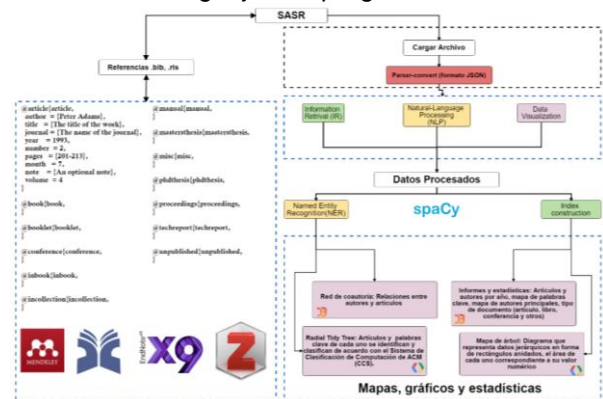 SASR
Referencias .bib, .ris
@article{article,
author = {Peter Adams},
title = {The title of the work},
journal = {The name of the journal},
year = 1993,
number = 2,
pages = {201-213},
month = 7,
note = {An optional note},
volume = 4
}
@book{book,
}
@booklet{booklet,
}
@conference{conference,
}
@inbook{inbook,
}
@incollection{incollection,
@manual{manual,
}
@mastersthesis{mastersthesis,
}
@misc{misc,
}
@phdthesis{phdthesis,
}
@proceedings{proceedings,
}
@techreport{techreport,
}
@unpublished{unpublished,
}
MENDELEY
EndNote
X9
Z
Cargar Archivo
Parser-convert (formato JSON)
Information
Retrival (IR)
Natural-Language
Processing
(NLP)
Data
Visualization
Datos Procesados
Named Entity
Recognition(NER)
spaCy
Index
construction
Red de coautoria: Relaciones entre
autores y artículos
Informes y estadísticas: Artículos y
autores por año, mapa de palabras
clave, mapa de autores principales, tipo
de documento (artículo, libro,
conferencia y otros)
Radial Tidy Tree: Artículos y palabras
clave de cada uno se identifican y
clasifican de acuerdo con el Sistema de
Clasificación de Computación de ACM
(CCS).
Mapa de árbol: Diagrama que
representa datos jerárquicos en forma
de rectángulos anidados, el área de
cada uno correspondiente a su valor
numérico
Mapas, gráficos y estadísticas